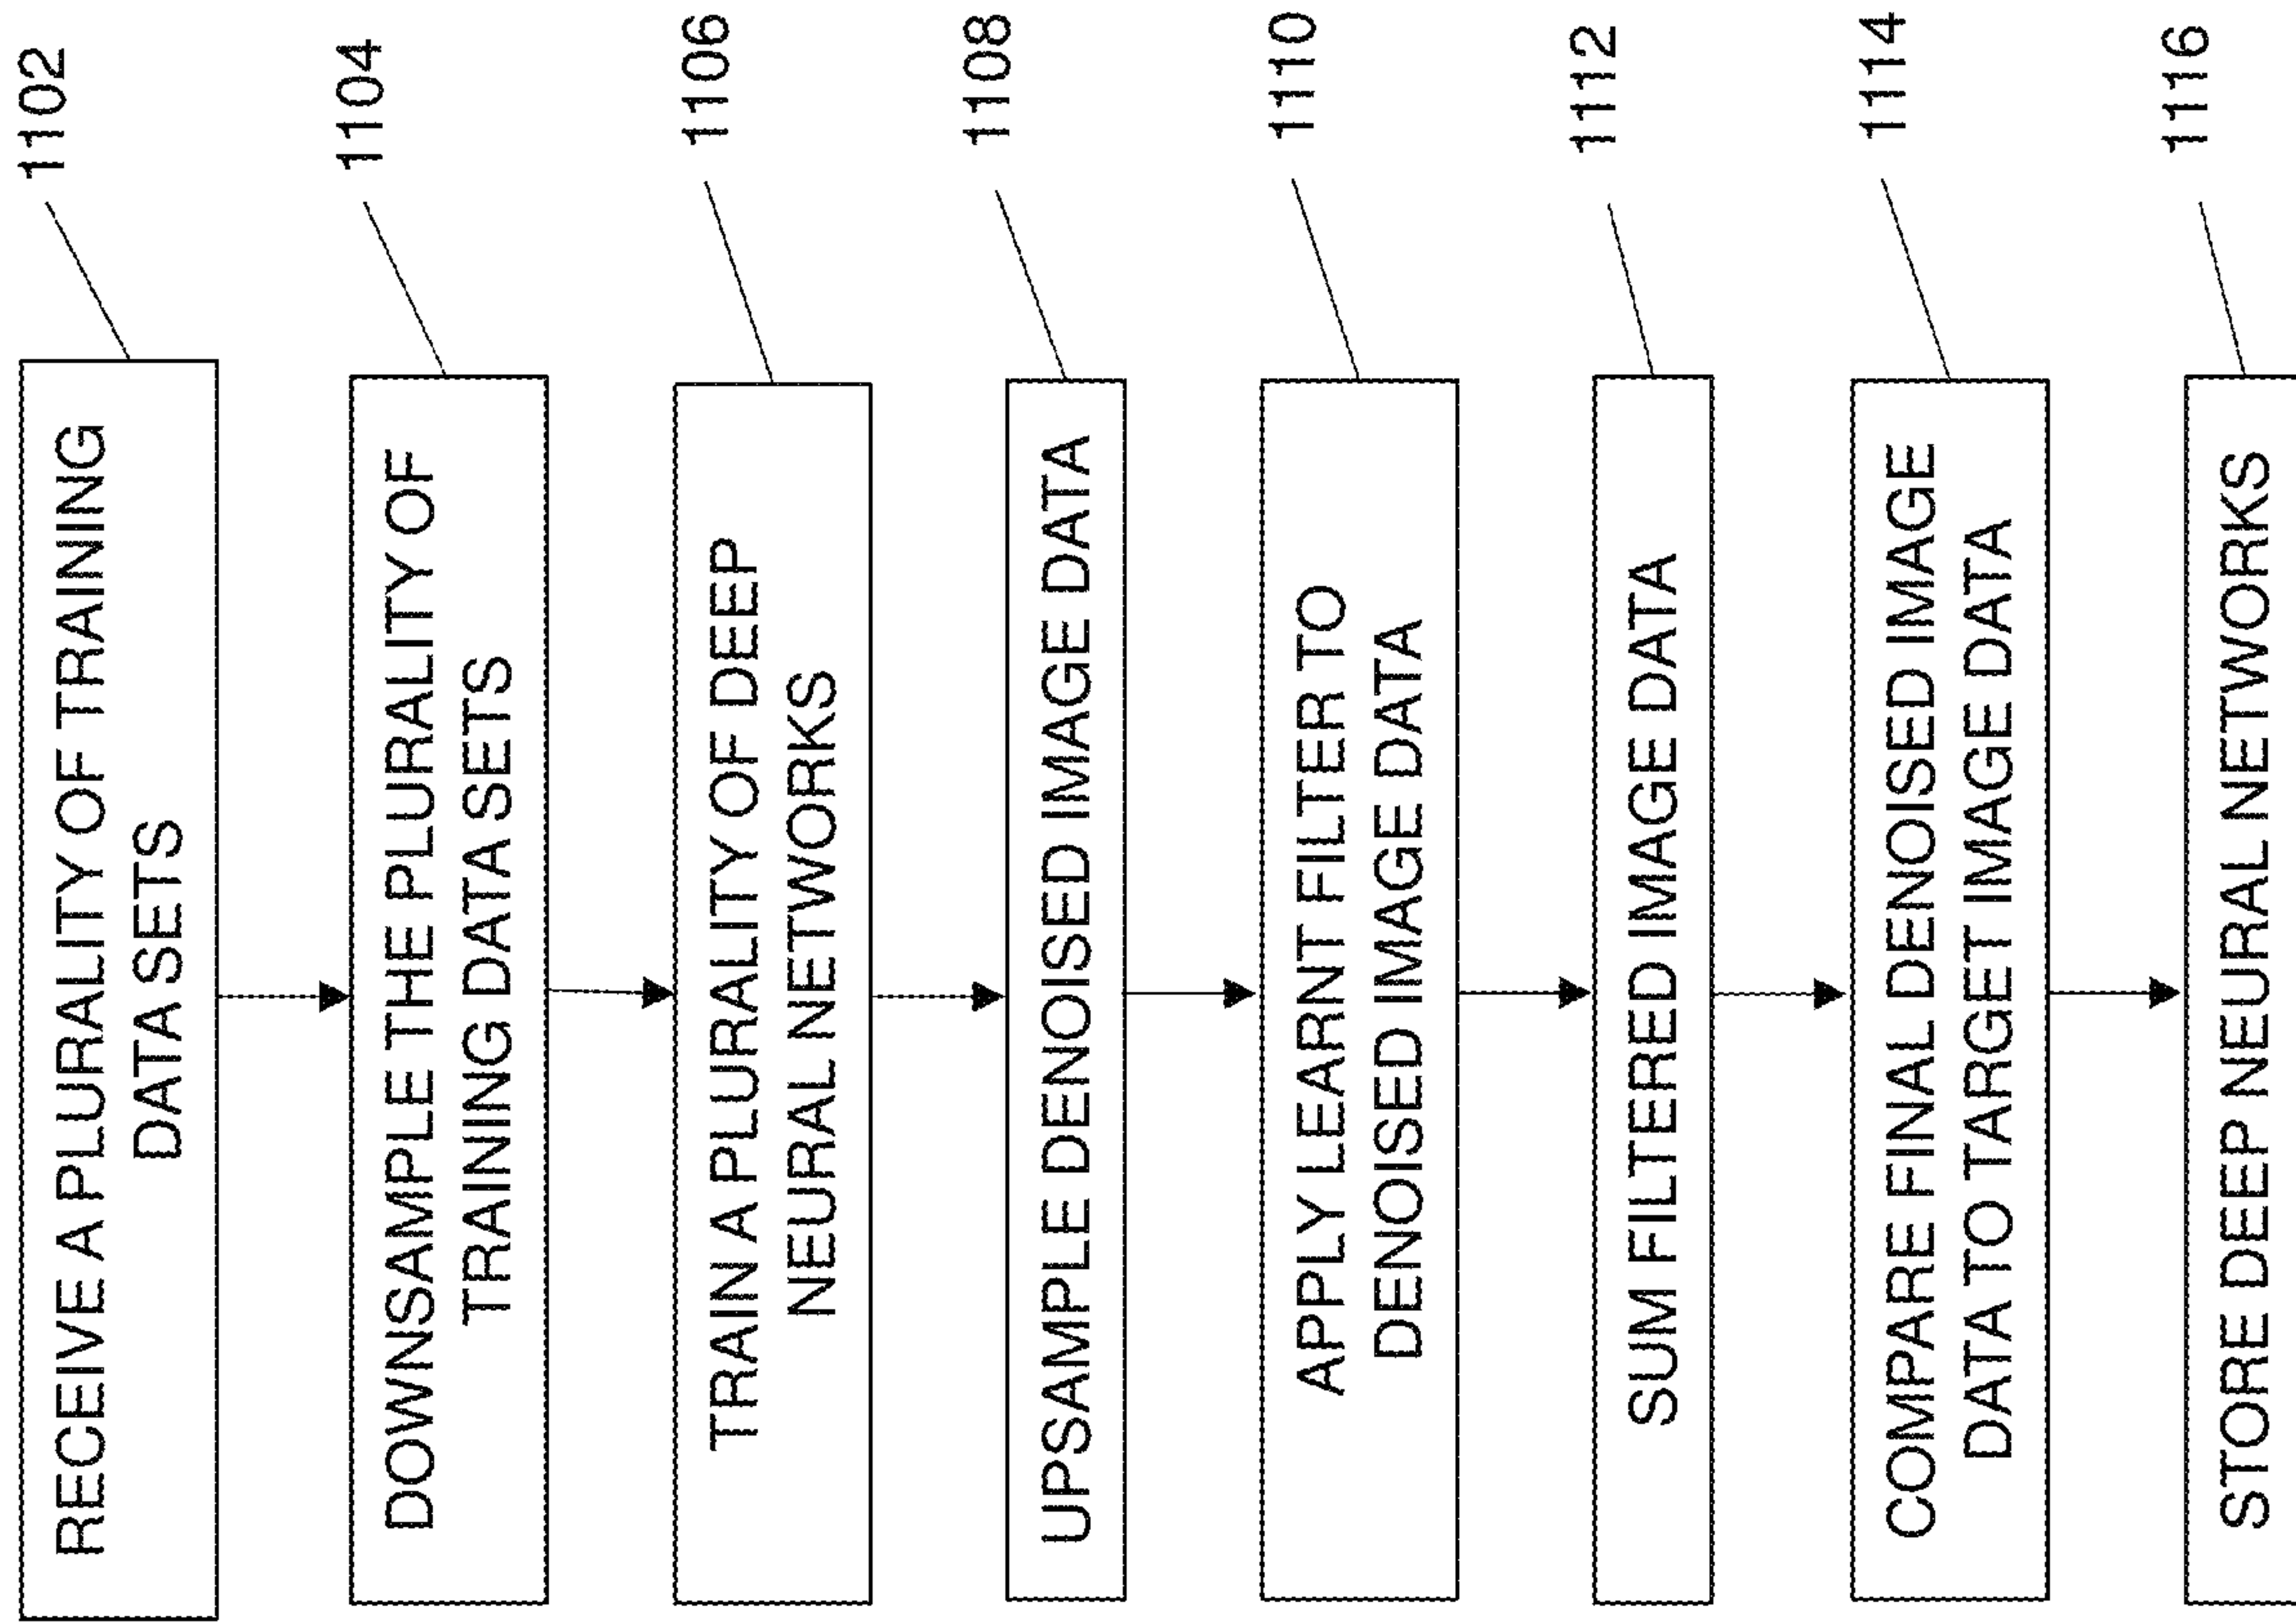 RECEIVE A PLURALITY OF TRAINING
DATA SETS
1102
DOWNSAMPLE THE PLURALITY OF
TRAINING DATA SETS
1104
TRAIN A PLURALITY OF DEEP
NEURAL NETWORKS
1106
UPSAMPLE DENOISED IMAGE DATA
1108
APPLY LEARNT FILTER TO
DENOISED IMAGE DATA
1110
SUM FILTERED IMAGE DATA
1112
COMPARE FINAL DENOISED IMAGE
DATA TO TARGET IMAGE DATA
1114
STORE DEEP NEURAL NETWORKS
1116